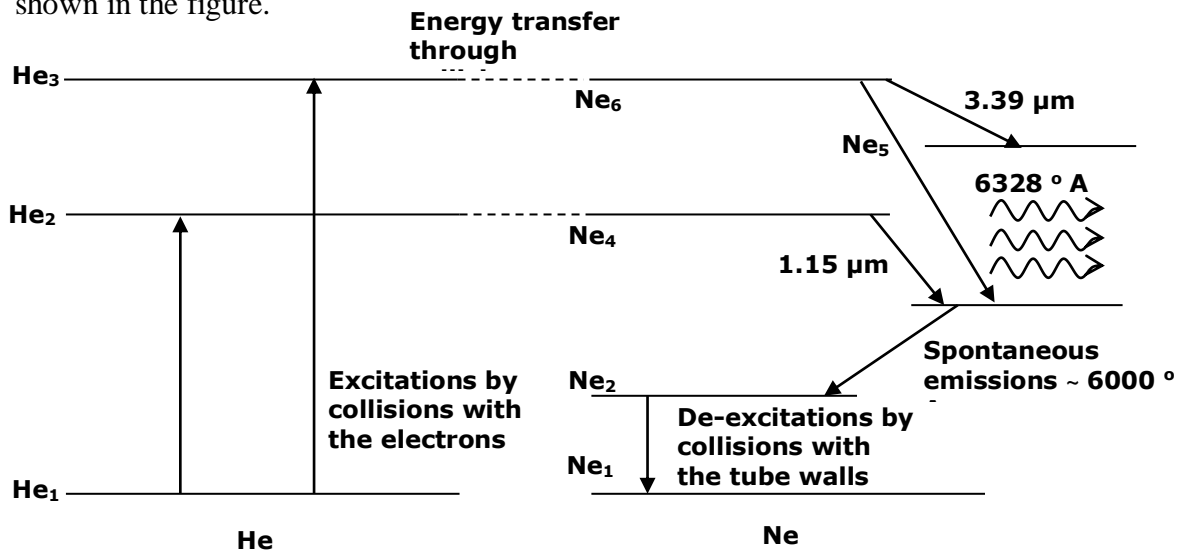 shown in the figure.
Energy transfer
through
He₃
Ne₆
3.39 µm
Ne₅
6328 º A
He₂
Ne₄
1.15 µm
Spontaneous
emissions ~ 6000 º
Excitations by
collisions with
the electrons
Ne₂
De-excitations by
collisions with
the tube walls
Ne₁
He₁
He
Ne